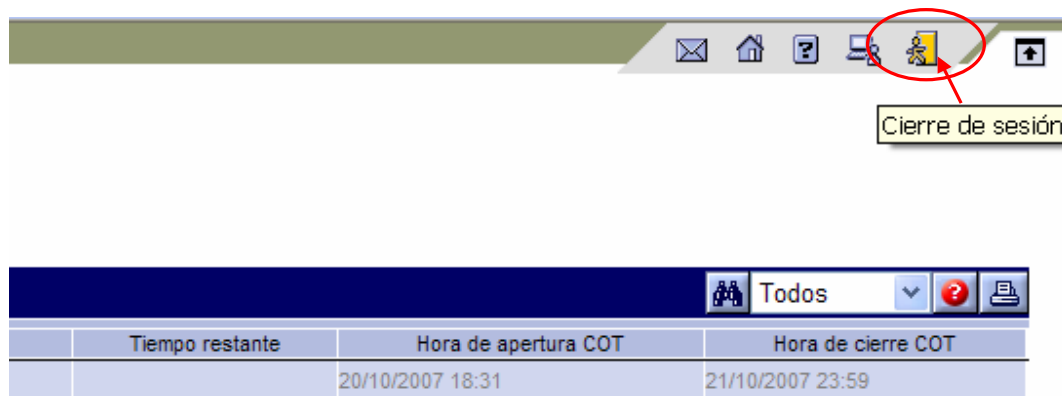 Cierre de sesión
Todos
Tiempo restante Hora de apertura COT Hora de cierre COT
20/10/2007 18:31 21/10/2007 23:59